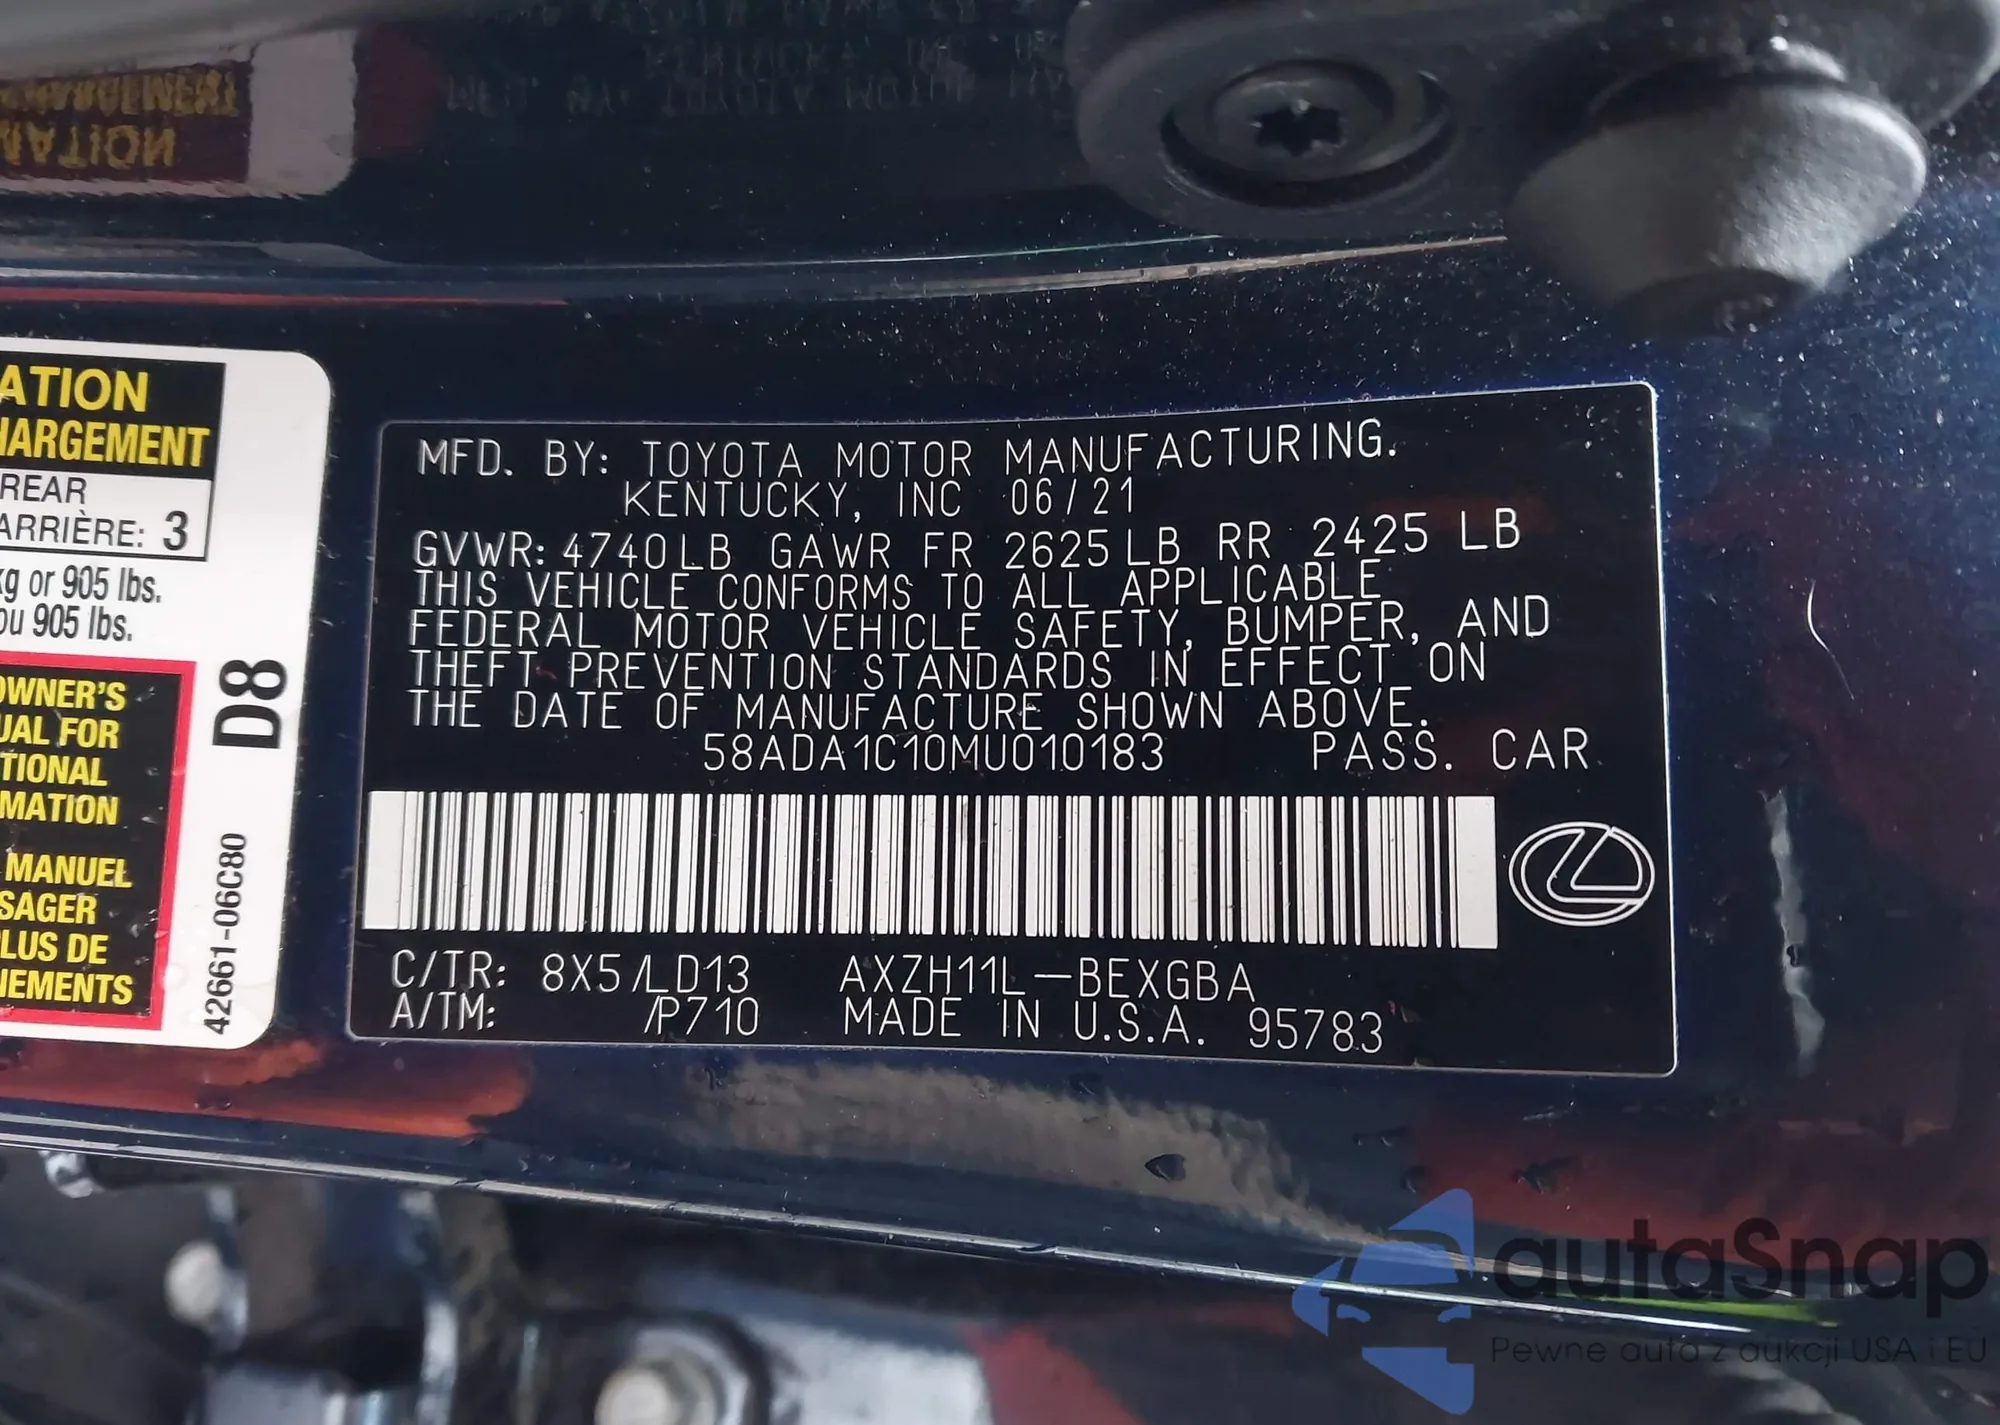 ATION
HARGEMENT
REAR
ARRIÈRE: 3
kg or 905 lbs.
ou 905 lbs.
OWNER'S
UAL FOR
TIONAL
MATION
MANUEL
SAGER
PLUS DE
NEMENTS
D8
42661-06C80
MFD. BY: TOYOTA MOTOR MANUFACTURING.
KENTUCKY, INC 06/21
GVWR: 4740LB GAWR FR 2625LB RR 2425 LB
THIS VEHICLE CONFORMS TO ALL APPLICABLE
FEDERAL MOTOR VEHICLE SAFETY, BUMPER, AND
THEFT PREVENTION STANDARDS IN EFFECT ON
THE DATE OF MANUFACTURE SHOWN ABOVE.
58ADA1C10MU010183 PASS. CAR
C/TR: 8X5/LD13 AXZH11L-BEXGBA
A/TM: /P710 MADE IN U.S.A. 95783
autaSnap
Pewne auta z aukcji USA i EU